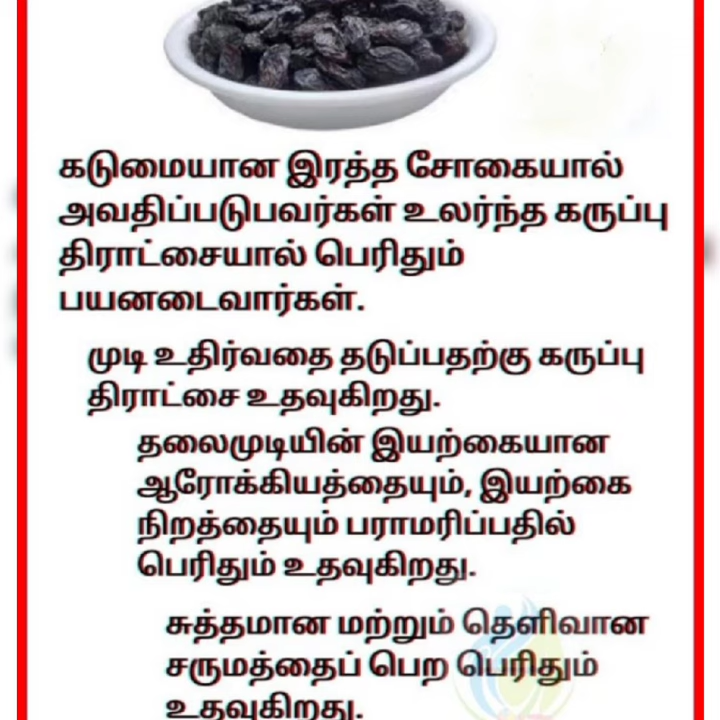 கடுமையான இரத்த சோகையால்
அவதிப்படுபவர்கள் உலர்ந்த கருப்பு
திராட்சையால் பெரிதும்
பயனடைவார்கள்.
முடி உதிர்வதை தடுப்பதற்கு கருப்பு
திராட்சை உதவுகிறது.
தலைமுடியின் இயற்கையான
ஆரோக்கியத்தையும், இயற்கை
நிறத்தையும் பராமரிப்பதில்
பெரிதும் உதவுகிறது.
சுத்தமான மற்றும் தெளிவான
சருமத்தைப் பெற பெரிதும்
உதவுகிறது.